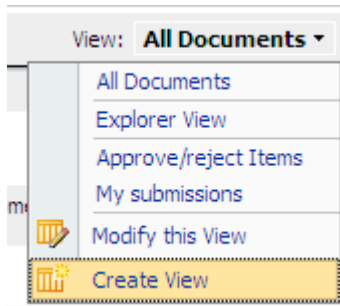 View: All Documents
All Documents
Explorer View
Approve/reject Items
My submissions
Modify this View
Create View